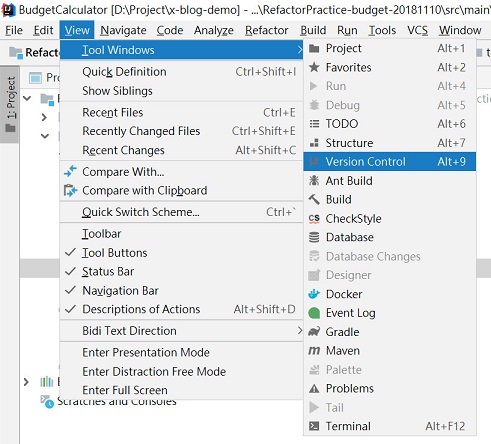 BudgetCalculator [D:\Project\x-blog-demo] - ...\RefactorPractice-budget-20181110\src\main
File Edit View Navigate Code Analyze Refactor Build Run Tools VCS Window
Refact
Pro
1: Project
Tool Windows
Quick Definition Ctrl+Shift+I
Show Siblings
Recent Files Ctrl+E
Recently Changed Files Ctrl+Shift+E
Recent Changes Alt+Shift+C
Compare With...
Compare with Clipboard
Quick Switch Scheme... Ctrl+`
Toolbar
Tool Buttons
Status Bar
Navigation Bar
Descriptions of Actions Alt+Shift+D
Bidi Text Direction
Enter Presentation Mode
Enter Distraction Free Mode
Enter Full Screen
Scratches and Consoles
Project Alt+1
Favorites Alt+2
Run Alt+4
Debug Alt+5
TODO Alt+6
Structure Alt+7
Version Control Alt+9
Ant Build
Build
CS CheckStyle
Database
Database Changes
Designer
Docker
Event Log
Gradle
Maven
Palette
Problems
Tail
Terminal Alt+F12